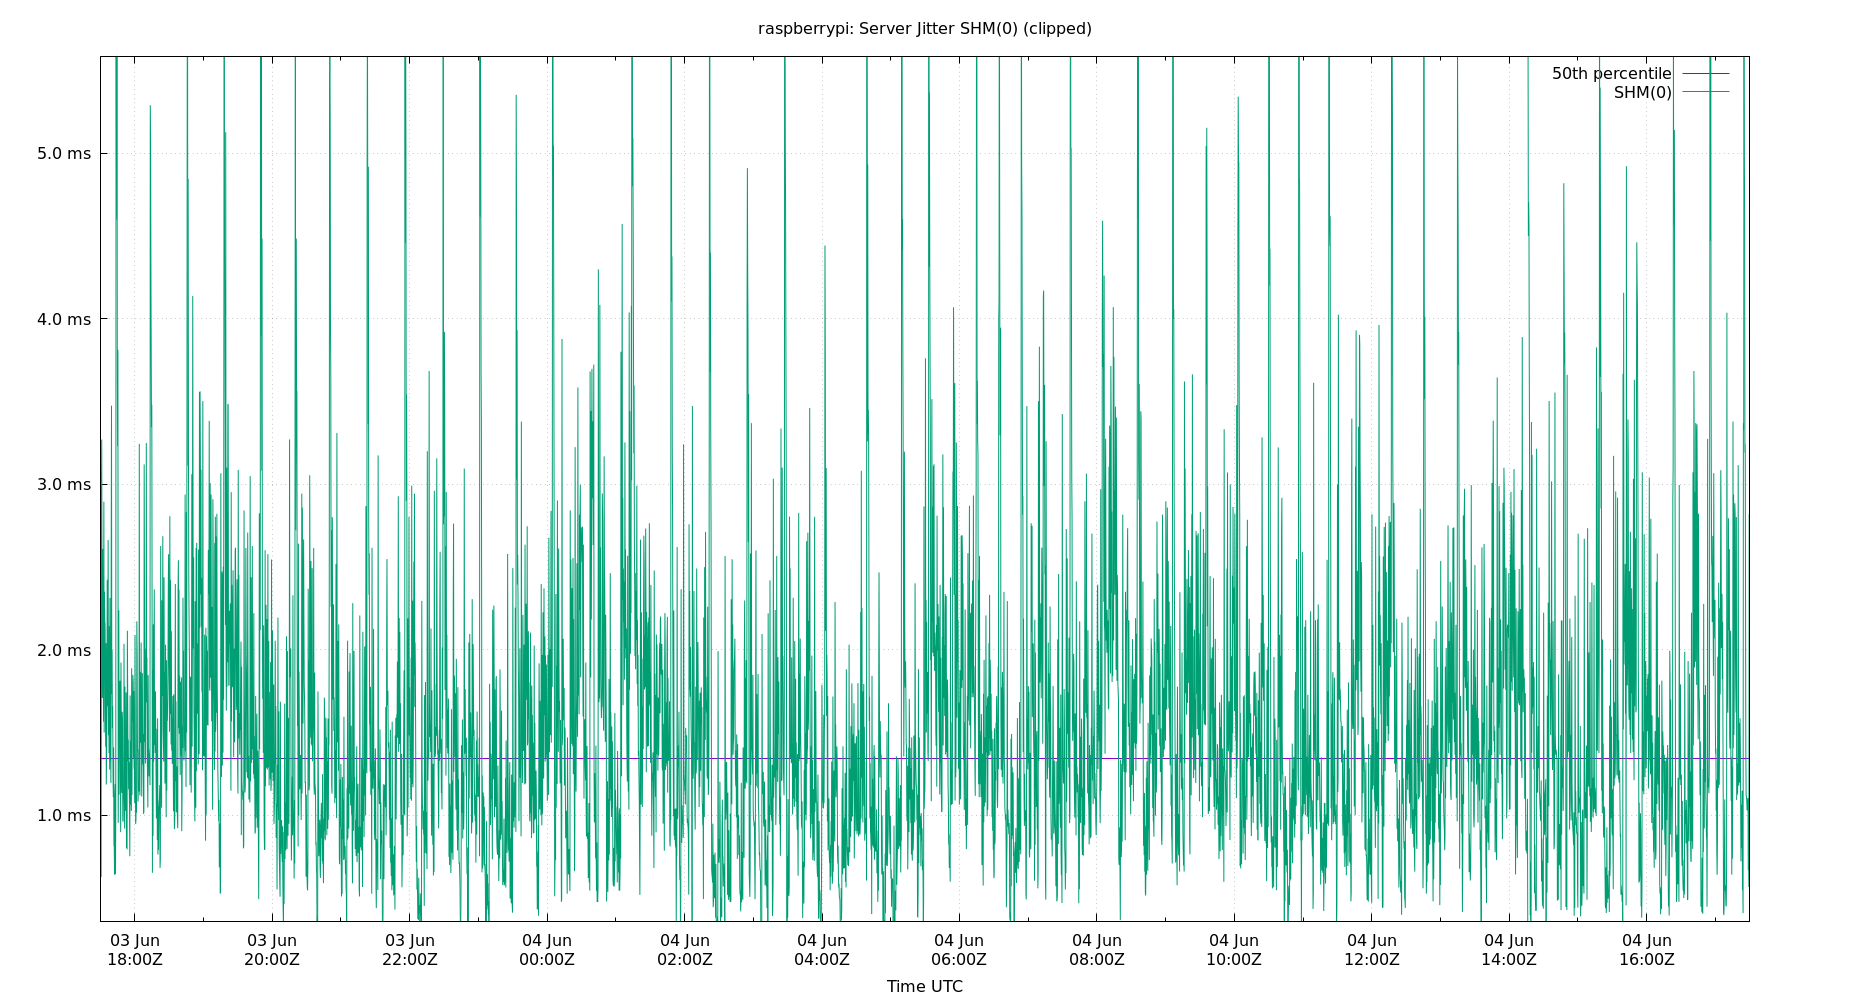 raspberrypi: Server Jitter SHM(0) (clipped)
50th percentile
SHM(0)
5.0 ms
4.0 ms
3.0 ms
2.0 ms
1.0 ms
03 Jun 03 Jun 03 Jun 04 Jun 04 Jun 04 Jun 04 Jun 04 Jun 04 Jun 04 Jun 04 Jun 04 Jun
18:00Z 20:00Z 22:00Z 00:00Z 02:00Z 04:00Z 06:00Z 08:00Z 10:00Z 12:00Z 14:00Z 16:00Z
Time UTC